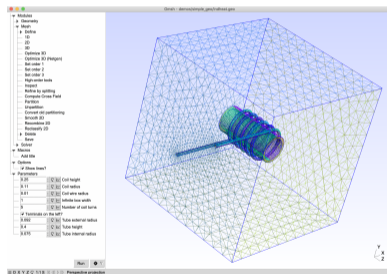 Gmsh - demos/simple_geo/indheat.geo
Modules
Geometry
Mesh
Define
1D
2D
3D
Optimize 3D
Optimize 3D (Netgen)
Set order 1
Set order 2
Set order 3
High order tools
Inspect
Refine by splitting
Compute Cross Field
Partition
Unpartition
Convert old partitioning
Smooth 2D
Recombine 2D
Reclassify 2D
Delete
Save
Solver
Macros
Add title
Options
Show lines?
Parameters
0.25 Coil height
0.11 Coil radius
0.01 Coil wire radius
1 Infinite box width
5 Number of coil turns
Terminals on the left?
0.092 Tube external radius
0.4 Tube height
0.075 Tube internal radius
Run
Y
X
Z